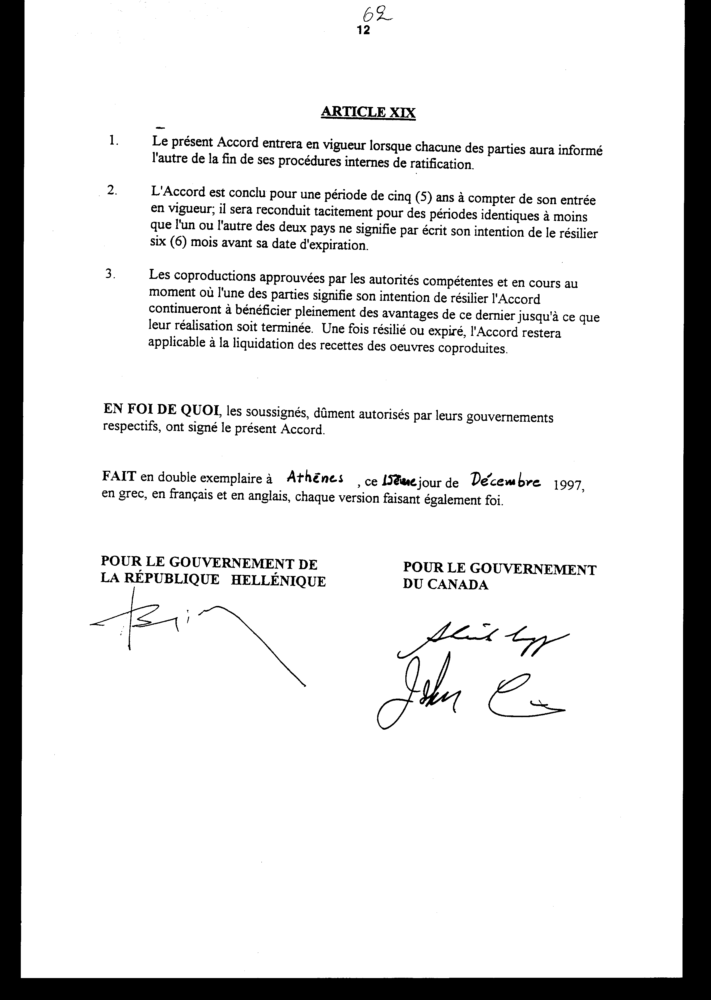 62
12
ARTICLE XIX
1. Le présent Accord entrera en vigueur lorsque chacune des parties aura informé
l'autre de la fin de ses procédures internes de ratification.
2. L'Accord est conclu pour une période de cinq (5) ans à compter de son entrée
en vigueur; il sera reconduit tacitement pour des périodes identiques à moins
que l'un ou l'autre des deux pays ne signifie par écrit son intention de le résilier
six (6) mois avant sa date d'expiration.
3. Les coproductions approuvées par les autorités compétentes et en cours au
moment où l'une des parties signifie son intention de résilier l'Accord
continueront à bénéficier pleinement des avantages de ce dernier jusqu'à ce que
leur réalisation soit terminée. Une fois résilié ou expiré, l'Accord restera
applicable à la liquidation des recettes des oeuvres coproduites.
EN FOI DE QUOI, les soussignés, dûment autorisés par leurs gouvernements
respectifs, ont signé le présent Accord.
FAIT en double exemplaire à Athènes , ce 15ème jour de Décembre 1997,
en grec, en français et en anglais, chaque version faisant également foi.
POUR LE GOUVERNEMENT DE
LA RÉPUBLIQUE HELLÉNIQUE
POUR LE GOUVERNEMENT
DU CANADA
John